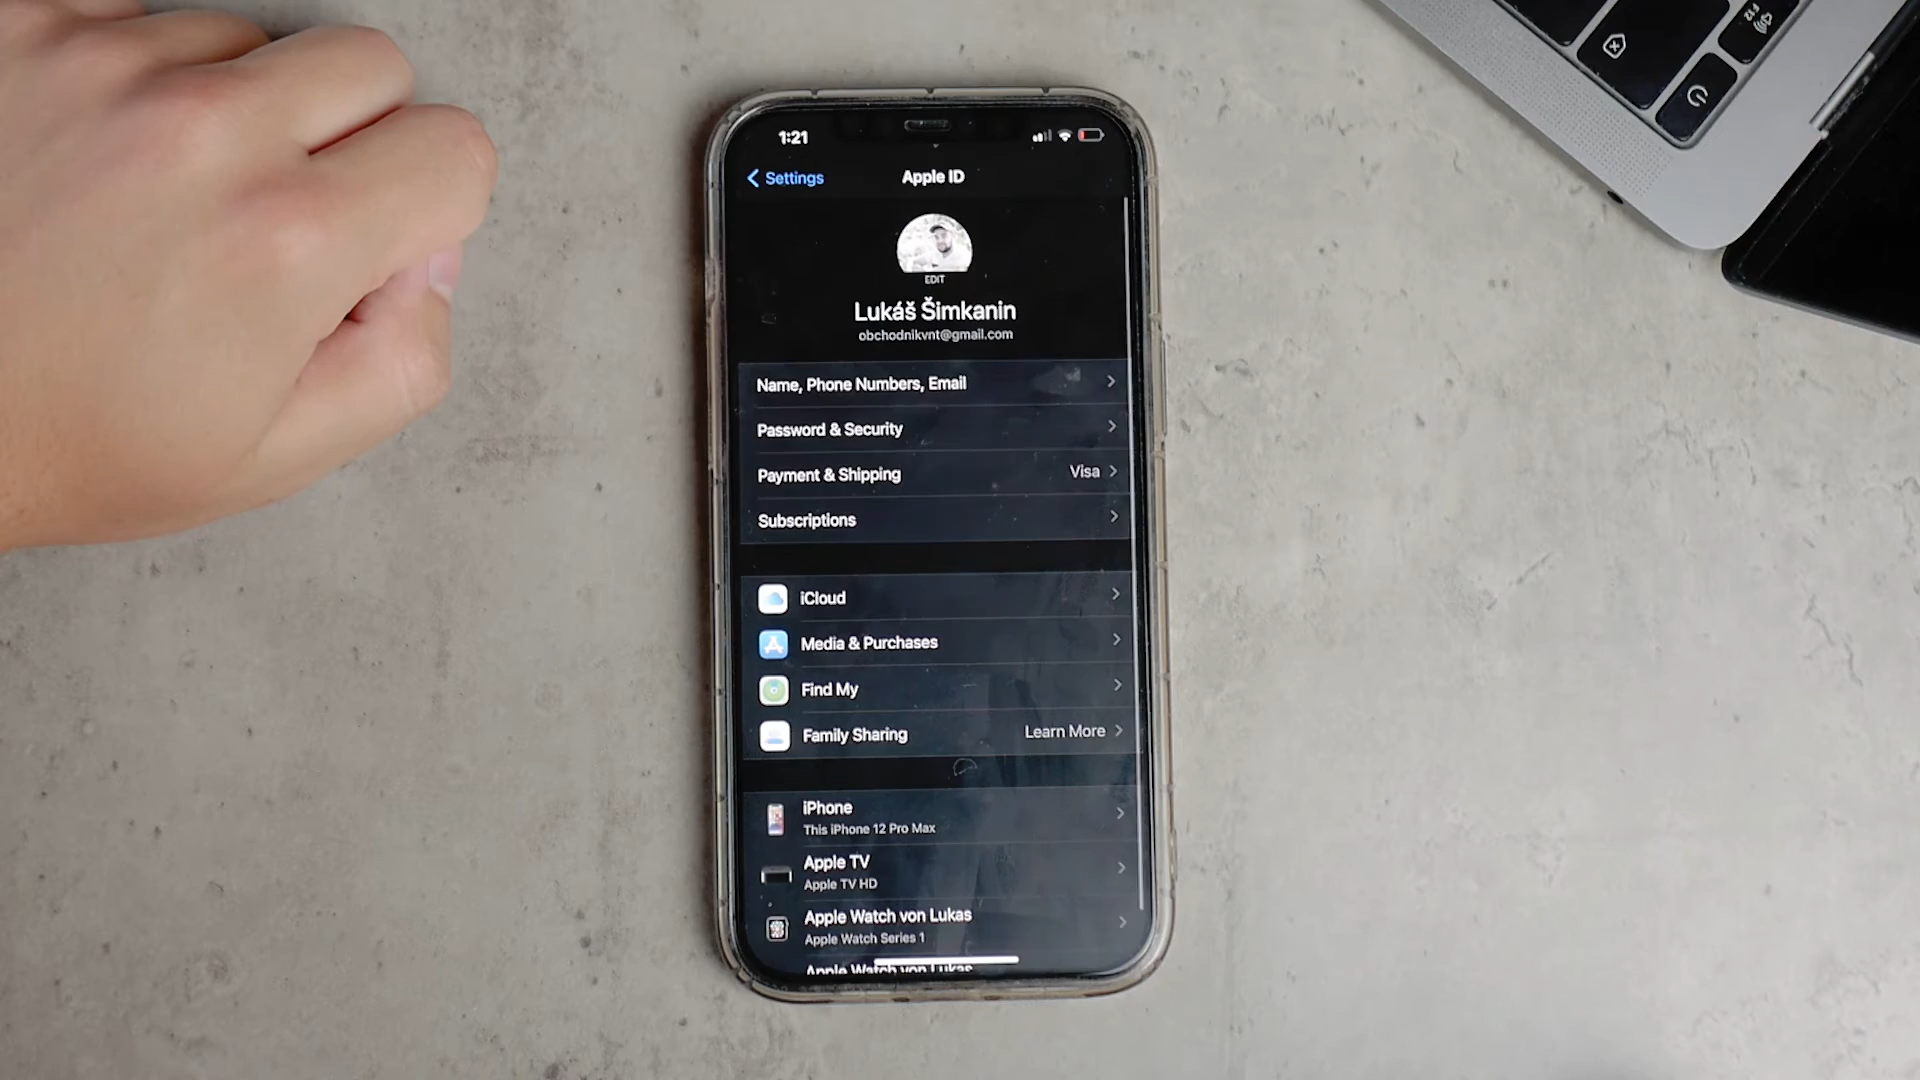 F12
1:21
Settings
Apple ID
EDIT
Lukáš Šimkanin
obchodnikvnt@gmail.com
Name, Phone Numbers, Email
Password & Security
Payment & Shipping Visa
Subscriptions
iCloud
Media & Purchases
Find My
Family Sharing Learn More
iPhone
This iPhone 12 Pro Max
Apple TV
Apple TV HD
Apple Watch von Lukas
Apple Watch Series 1
Apple Watch von Lukas